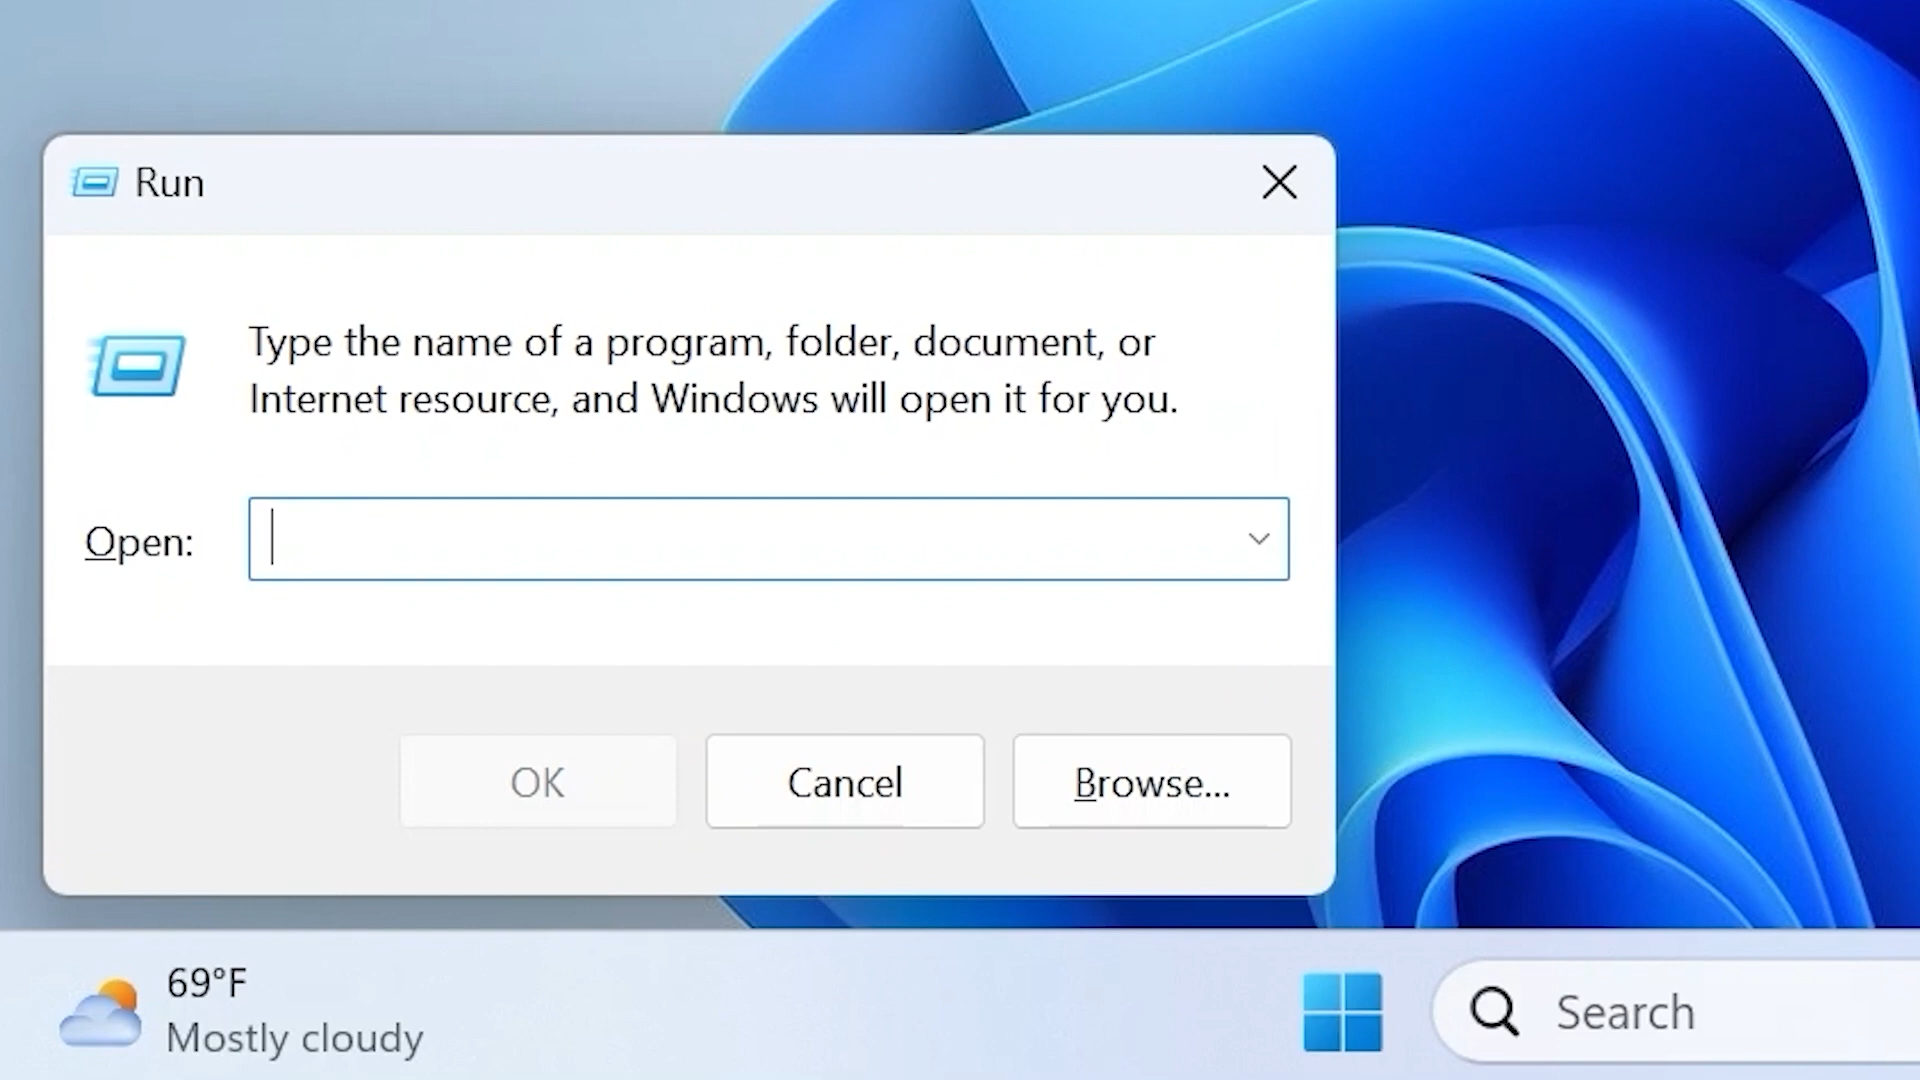 Run
Type the name of a program, folder, document, or
Internet resource, and Windows will open it for you.
Open:
OK
Cancel
Browse...
69°F
Mostly cloudy
Search